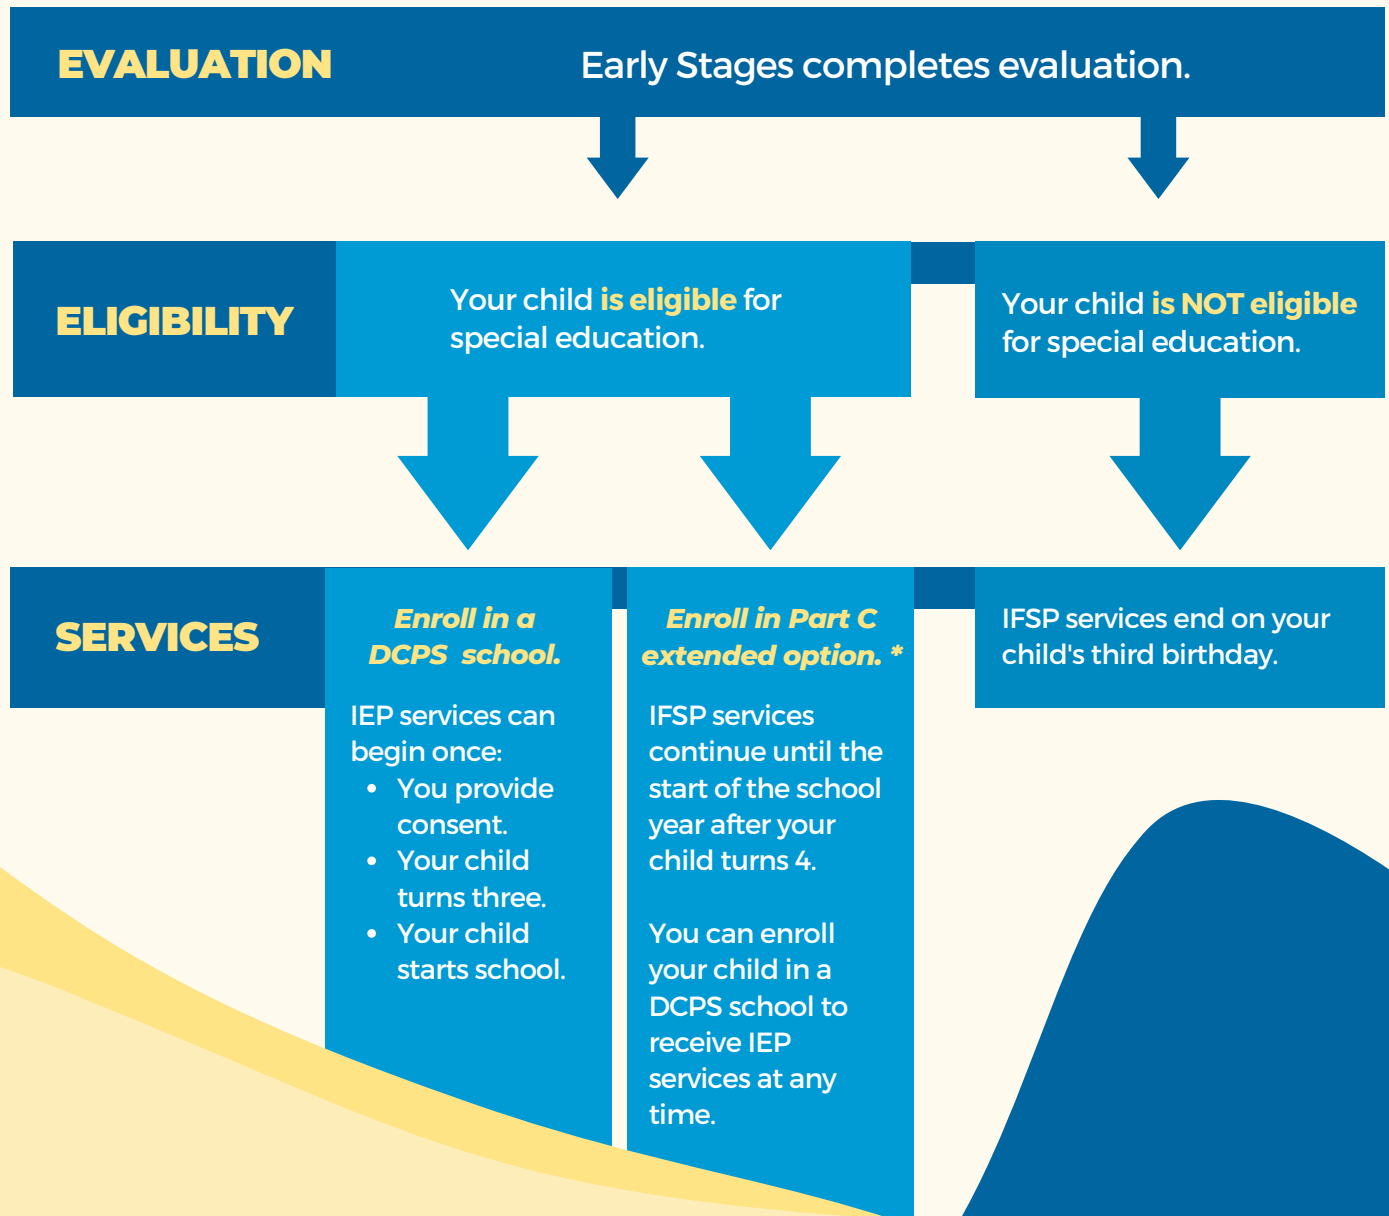 EVALUATION
Early Stages completes evaluation.
ELIGIBILITY
Your child is eligible for
special education.
Your child is NOT eligible
for special education.
SERVICES
Enroll in a
DCPS school.
IEP services can
begin once:
• You provide
consent.
• Your child
turns three.
• Your child
starts school.
Enroll in Part C
extended option. *
IFSP services
continue until the
start of the school
year after your
child turns 4.
You can enroll
your child in a
DCPS school to
receive IEP
services at any
time.
IFSP services end on your
child's third birthday.